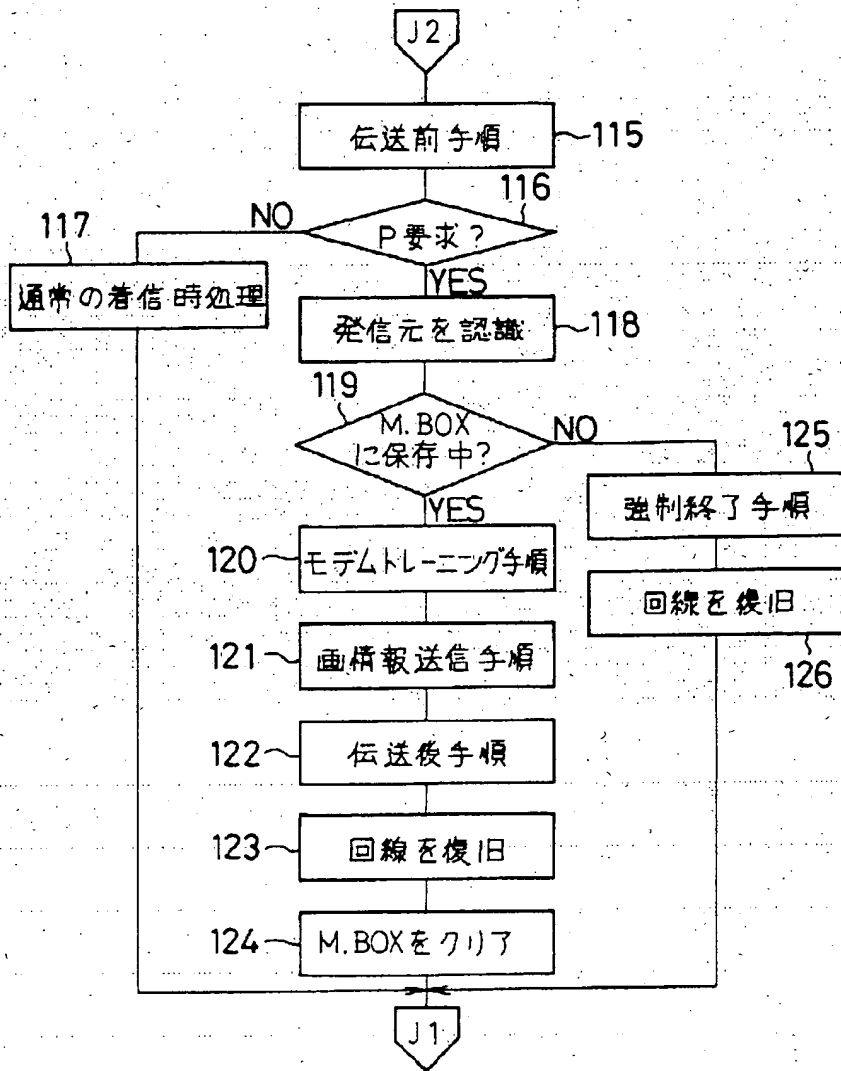 J2
伝送前手順
115
116
P要求?
NO
YES
117
通常の着信時処理
発信元を認識
118
119
M.BOX
に保存中?
NO
YES
125
強制終了手順
120
モデムトレーニング手順
回線を復旧
126
121
画情報送信手順
122
伝送後手順
123
回線を復旧
124
M.BOXをクリア
J1